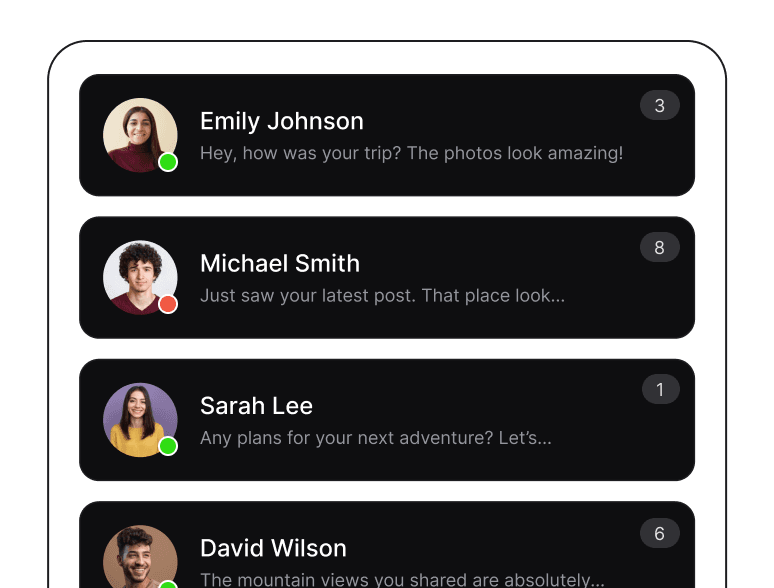 Emily Johnson
3
Hey, how was your trip? The photos look amazing!
Michael Smith
8
Just saw your latest post. That place look...
Sarah Lee
1
Any plans for your next adventure? Let’s...
David Wilson
6
The mountain views you shared are absolutely...